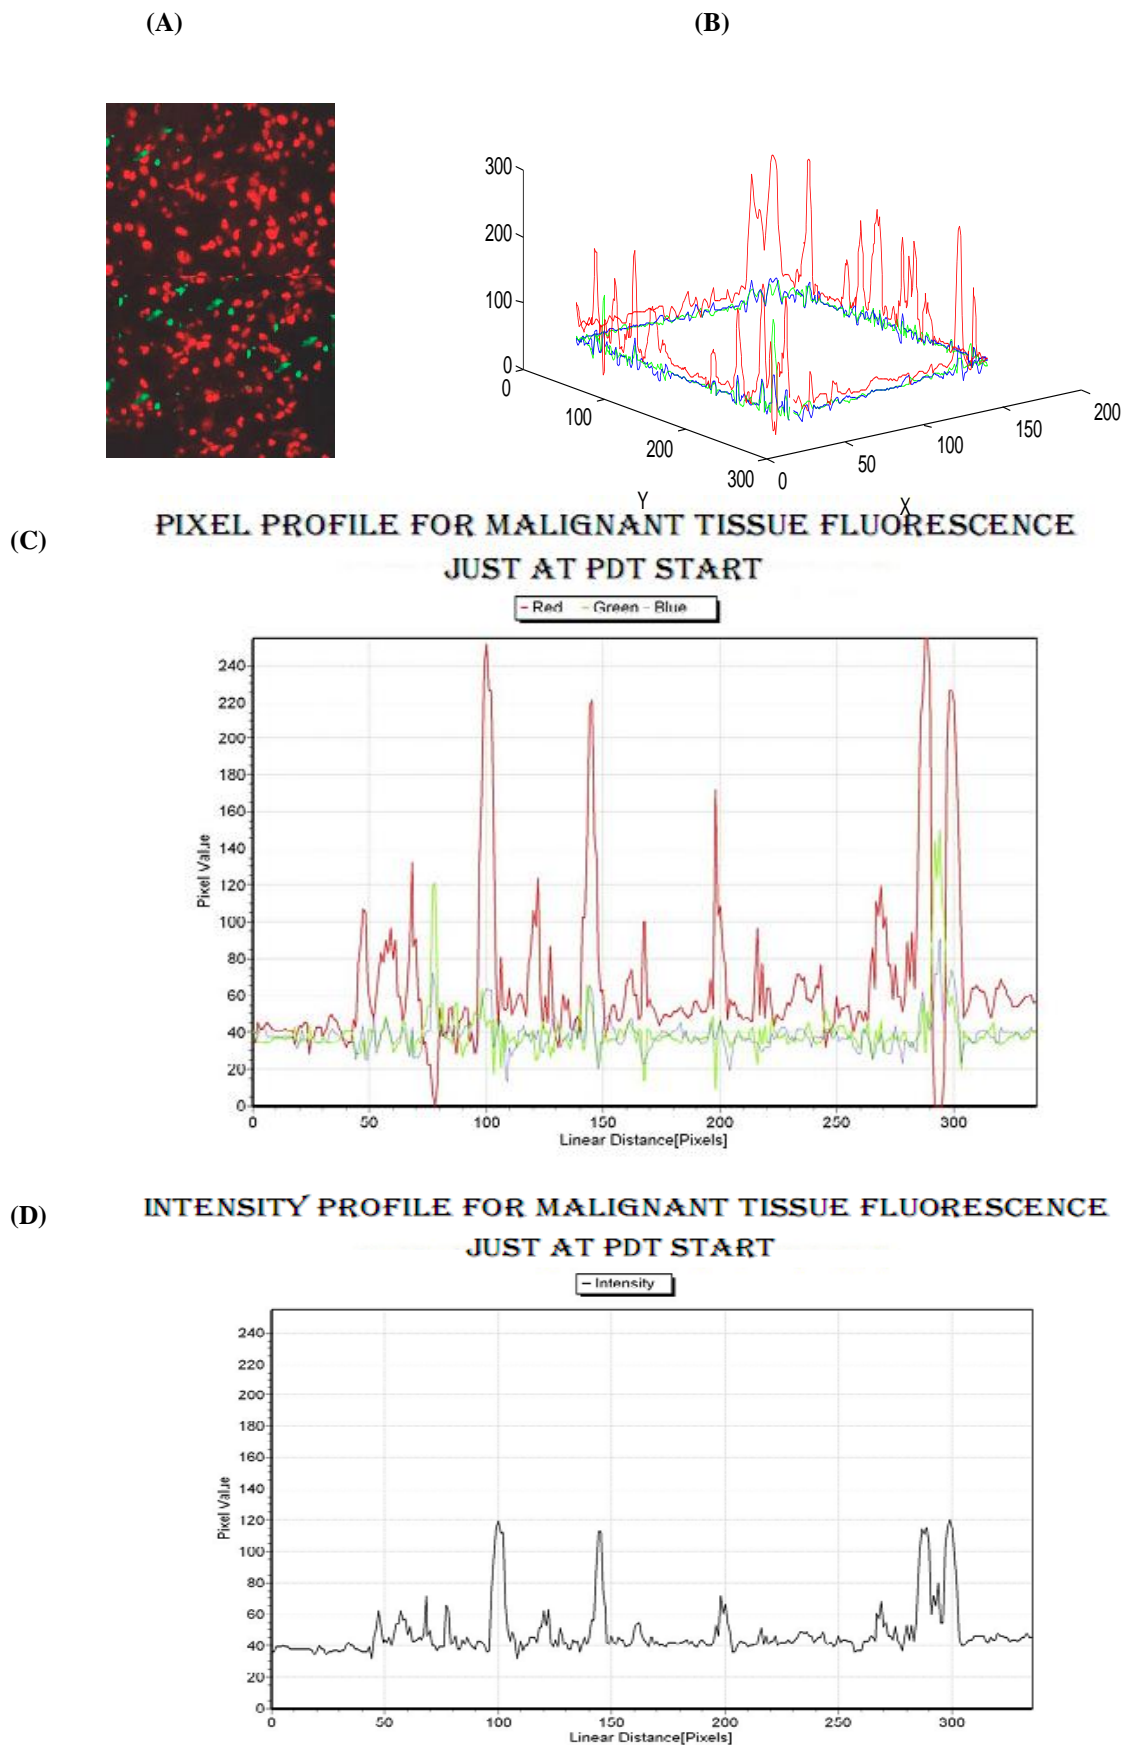 (A)
(B)
300
200
100
0
0
100
200
300
0
50
100
150
200
Y
X
(C)
PIXEL PROFILE FOR MALIGNANT TISSUE FLUORESCENCE
JUST AT PDT START
Red Green Blue
240
220
200
180
160
140
120
100
80
60
40
20
0
Pixel Value
0 50 100 150 200 250 300
Linear Distance[Pixels]
(D)
INTENSITY PROFILE FOR MALIGNANT TISSUE FLUORESCENCE
JUST AT PDT START
Intensity
240
220
200
180
160
140
120
100
80
60
40
20
0
Pixel Value
0 50 100 150 200 250 300
Linear Distance[Pixels]